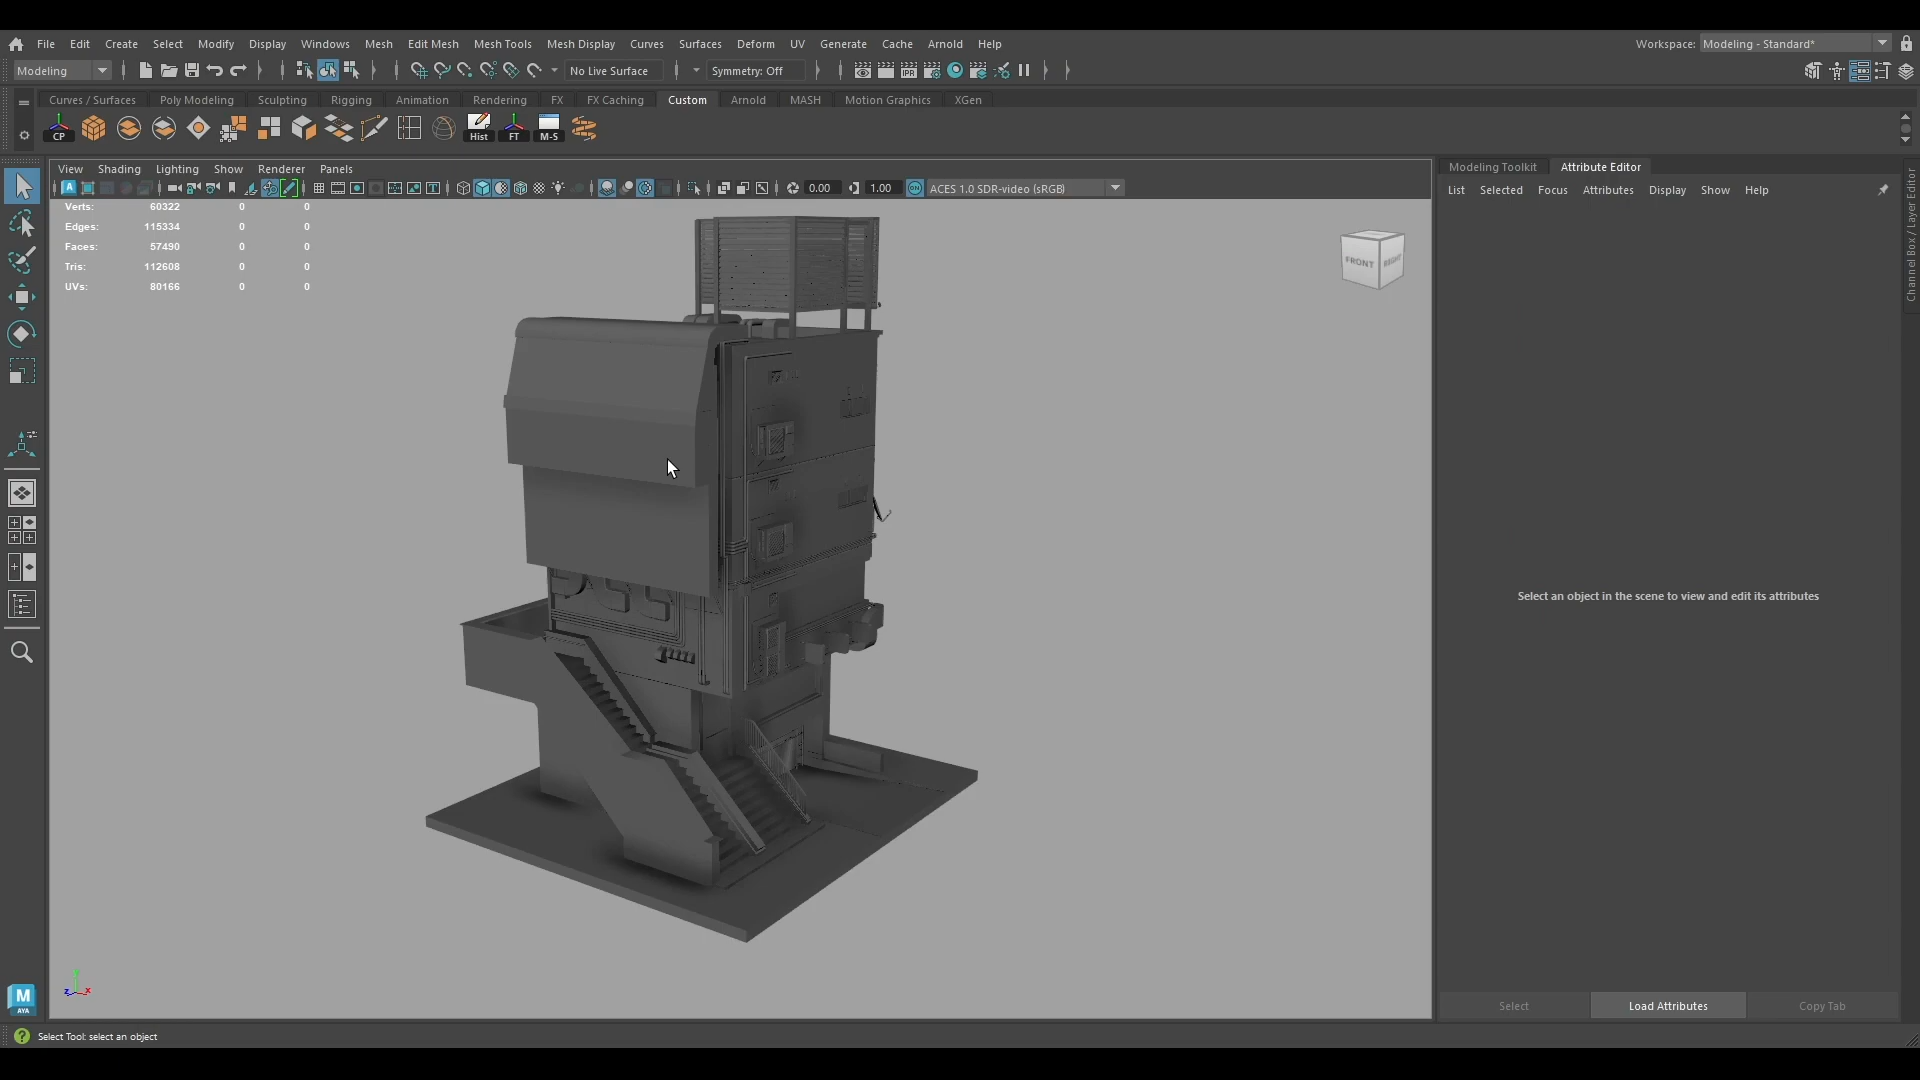 File Edit Create Select Modify Display Windows Mesh Edit Mesh Mesh Tools Mesh Display Curves Surfaces Deform UV Generate Cache Arnold Help Workspace: Modeling - Standard*
Modeling No Live Surface Symmetry: Off IPR
Curves / Surfaces Poly Modeling Sculpting Rigging Animation Rendering FX FX Caching Custom Arnold MASH Motion Graphics XGen
CP Hist FT M-S
View Shading Lighting Show Renderer Panels
0.00 1.00 ON ACES 1.0 SDR-video (sRGB)
Verts: 60322 0 0
Edges: 115334 0 0
Faces: 57490 0 0
Tris: 112608 0 0
UVs: 80166 0 0
FRONT RIGHT
Modeling Toolkit Attribute Editor
List Selected Focus Attributes Display Show Help
Channel Box / Layer Editor
Select an object in the scene to view and edit its attributes
Select Load Attributes Copy Tab
y
z x
M
AYA
Select Tool: select an object